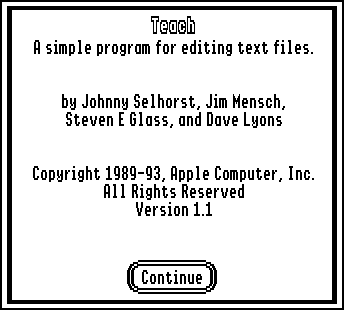 Teach
A simple program for editing text files.
by Johnny Selhorst, Jim Mensch,
Steven E Glass, and Dave Lyons
Copyright 1989-93, Apple Computer, Inc.
All Rights Reserved
Version 1.1
Continue